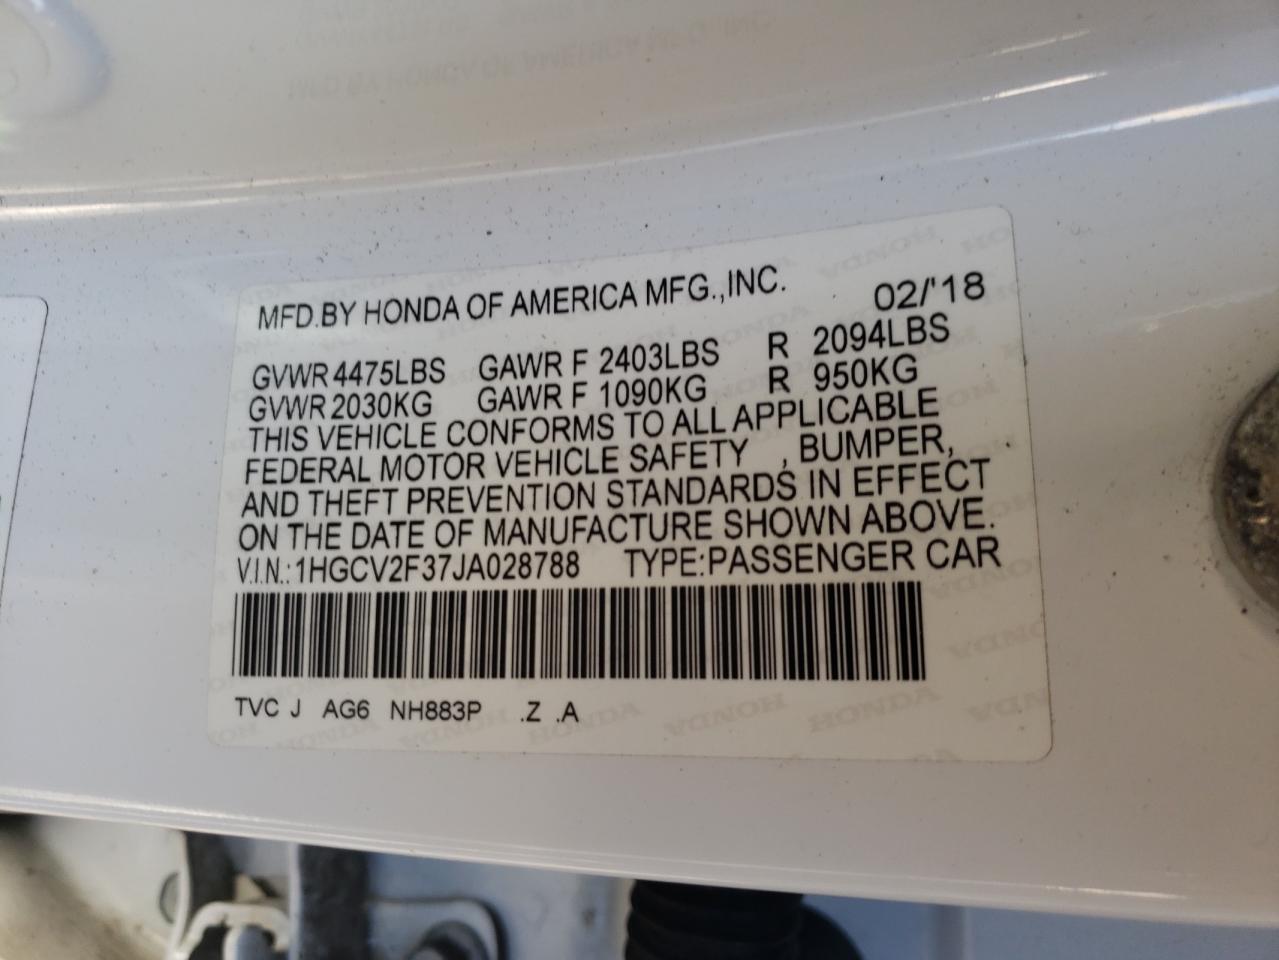 MFD.BY HONDA OF AMERICA MFG.,INC. 02/'18
GVWR 4475LBS GAWR F 2403LBS R 2094LBS
GVWR 2030KG GAWR F 1090KG R 950KG
THIS VEHICLE CONFORMS TO ALL APPLICABLE
FEDERAL MOTOR VEHICLE SAFETY , BUMPER,
AND THEFT PREVENTION STANDARDS IN EFFECT
ON THE DATE OF MANUFACTURE SHOWN ABOVE.
V.I.N.:1HGCV2F37JA028788 TYPE:PASSENGER CAR
TVC J AG6 NH883P .Z .A